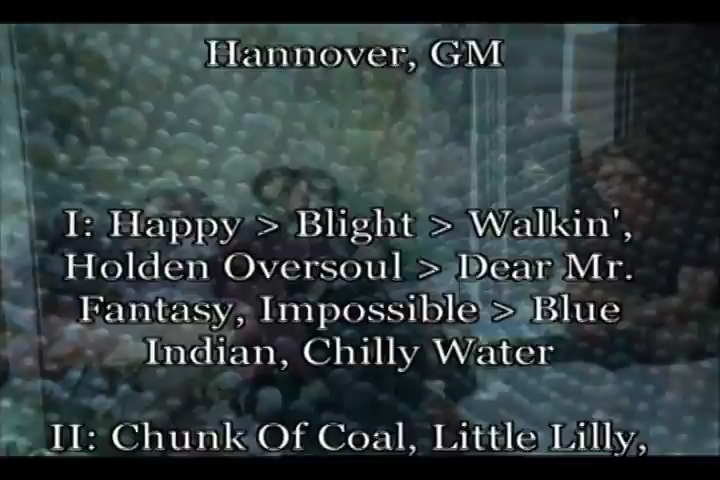 Hannover, GM
I: Happy > Blight > Walkin',
Holden Oversoul > Dear Mr.
Fantasy, Impossible > Blue
Indian, Chilly Water
II: Chunk Of Coal, Little Lilly,